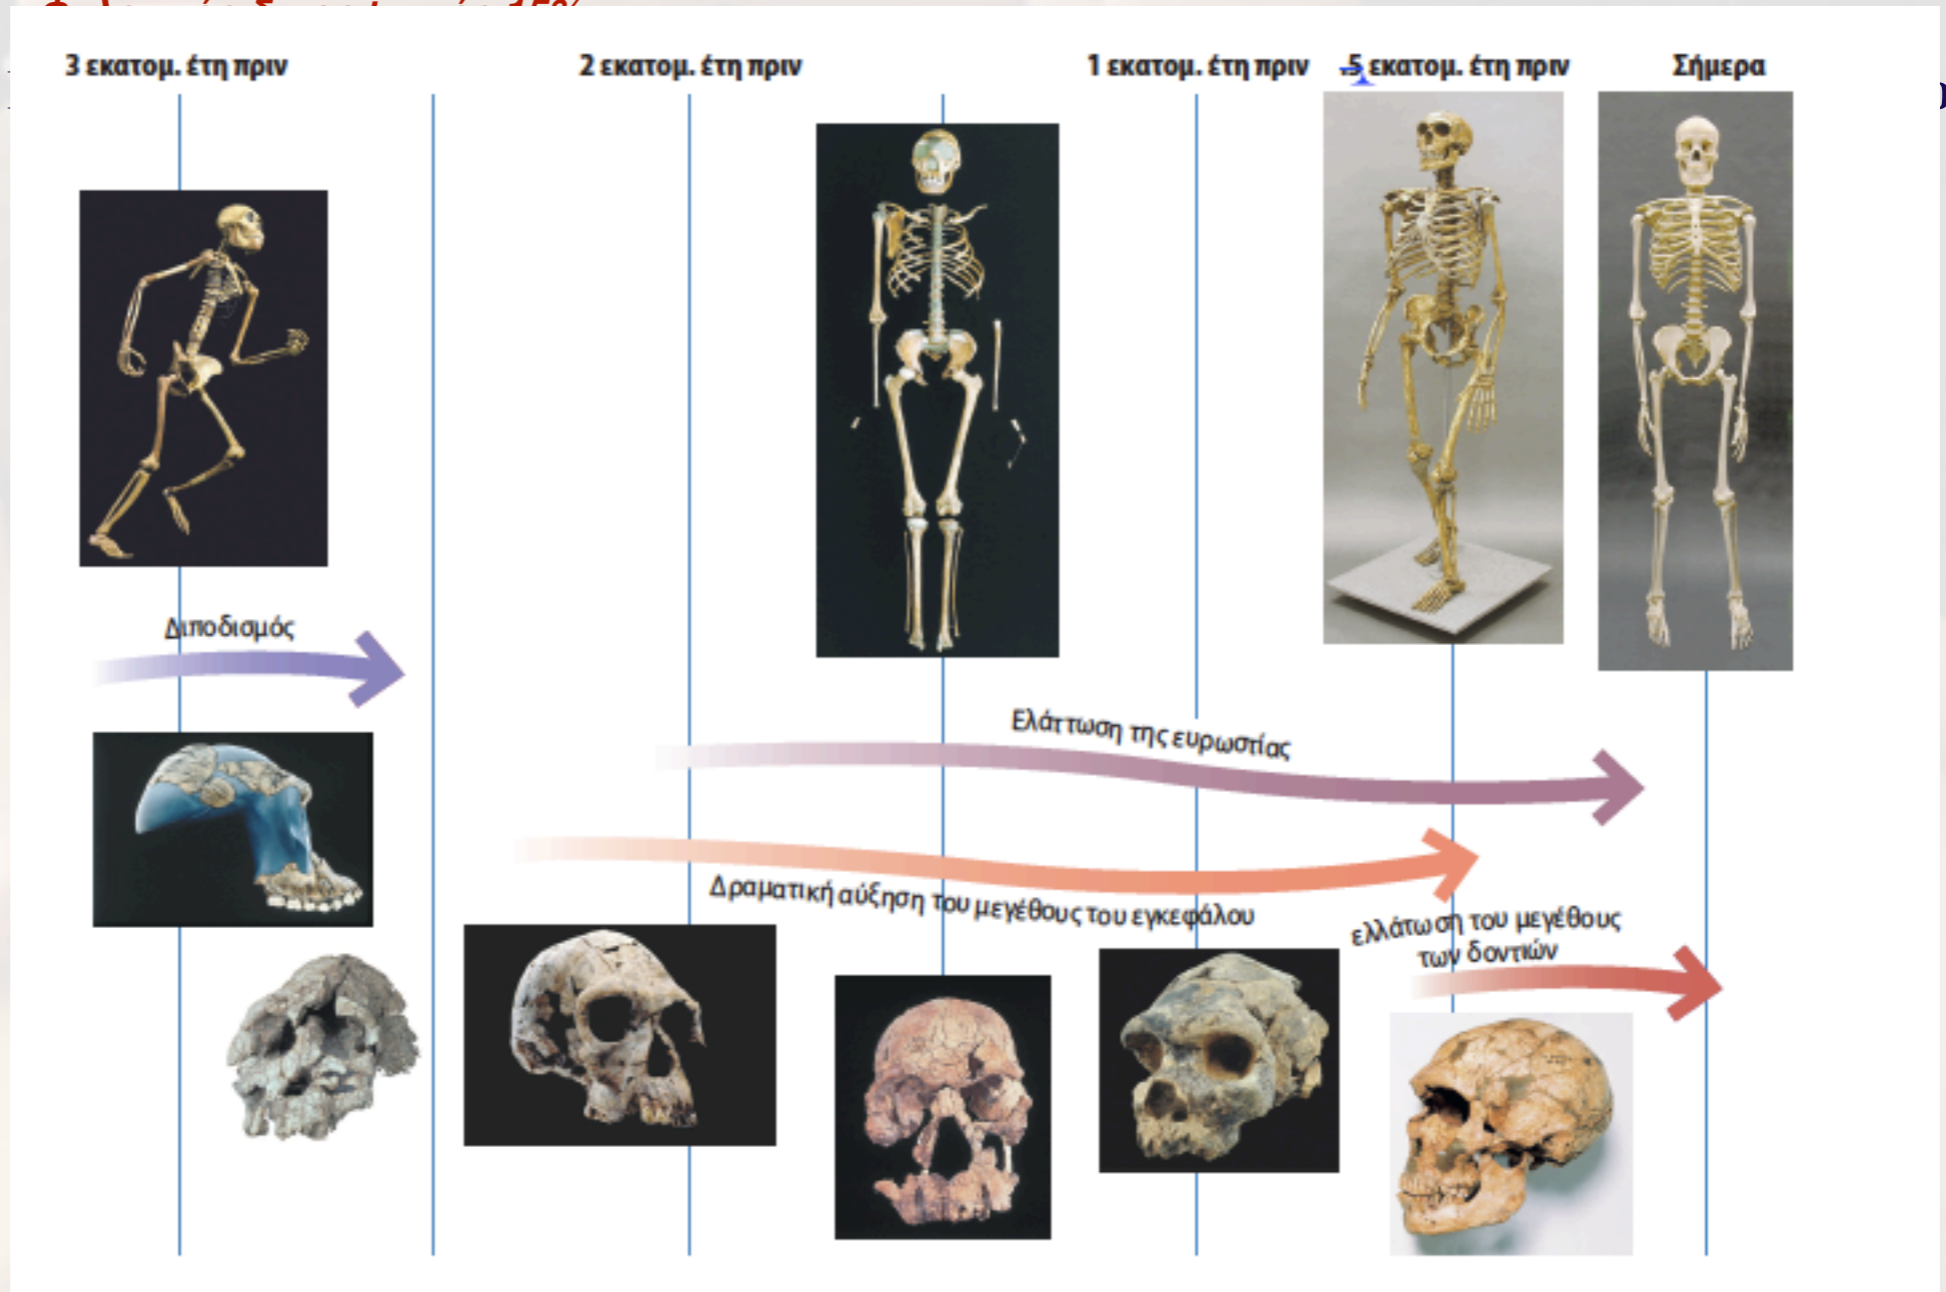 15%
3 εκατομ. έτη πριν
2 εκατομ. έτη πριν
1 εκατομ. έτη πριν
.5 εκατομ. έτη πριν
Σήμερα
Διποδισμός
Ελάττωση της ευρωστίας
Δραματική αύξηση του μεγέθους του εγκεφάλου
ελλάτωση του μεγέθους
των δοντιών